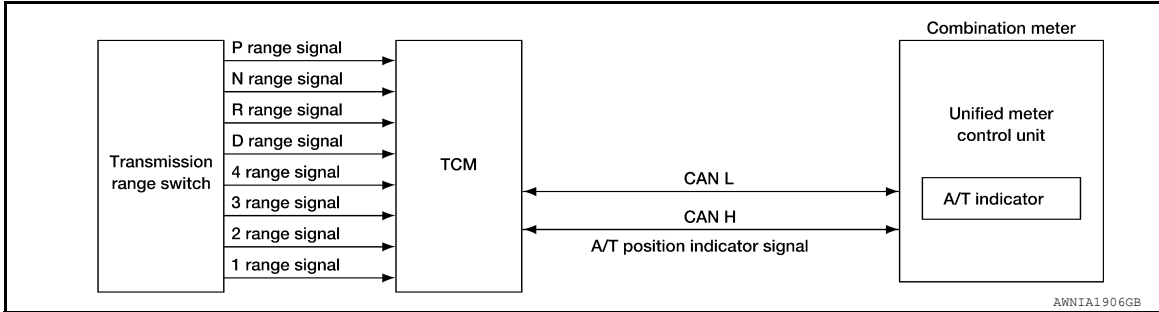 Combination meter
P range signal
N range signal
R range signal
D range signal
4 range signal
3 range signal
2 range signal
1 range signal
Transmission
range switch
TCM
CAN L
CAN H
A/T position indicator signal
Unified meter
control unit
A/T indicator
AWNIA1906GB